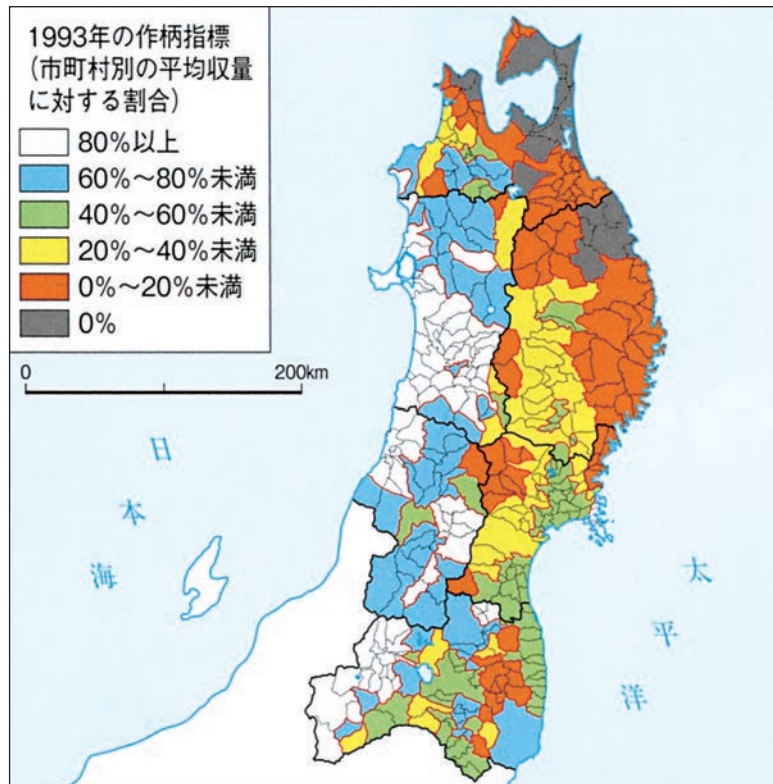 1993年の作柄指標
(市町村別の平均収量
に対する割合)
80%以上
60%〜80%未満
40%〜60%未満
20%〜40%未満
0%〜20%未満
0%
0
200km
日本海
太平洋